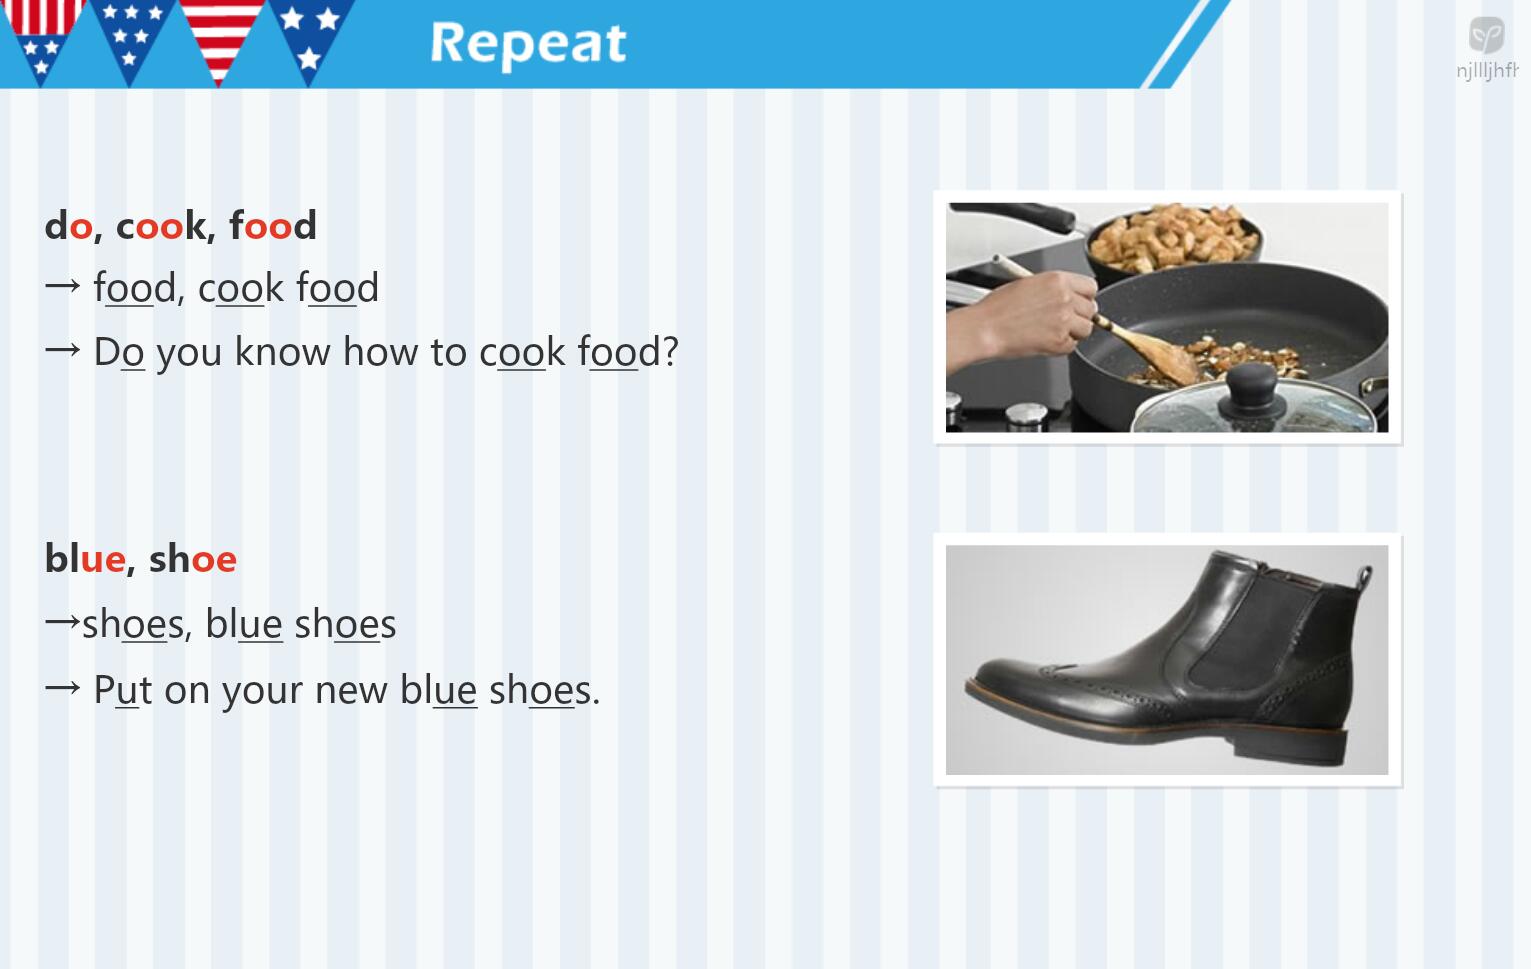 Repeat
do, cook, food
→ food, cook food
→ Do you know how to cook food?
blue, shoe
→shoes, blue shoes
→ Put on your new blue shoes.